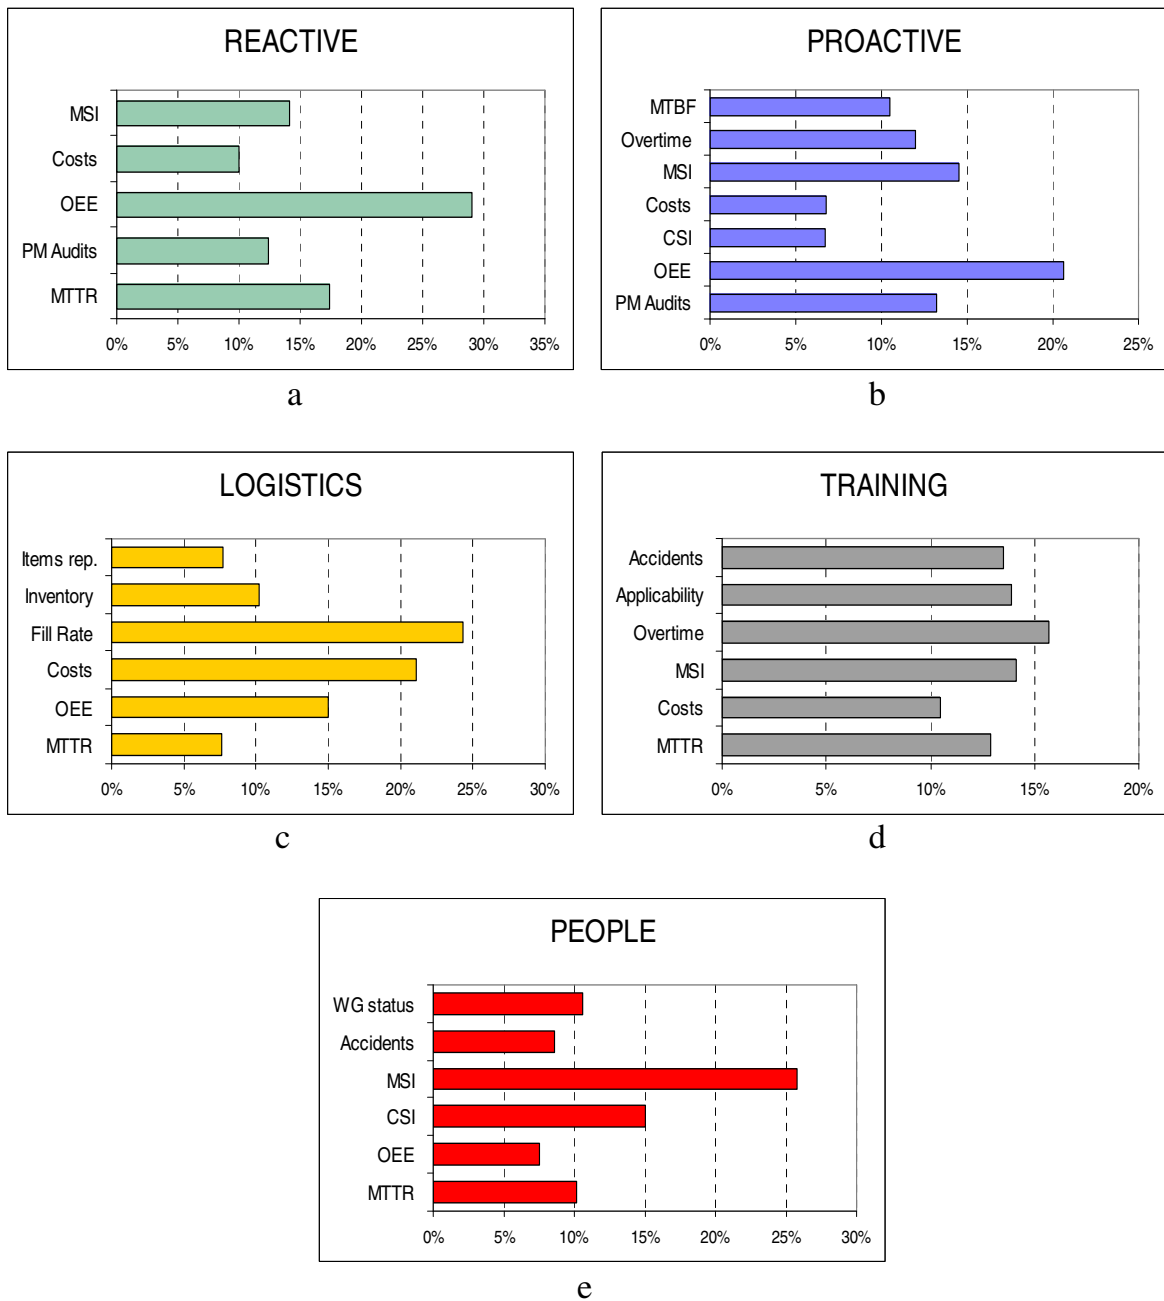 REACTIVE
MSI
Costs
OEE
PM Audits
MTTR
0% 5% 10% 15% 20% 25% 30% 35%
a
PROACTIVE
MTBF
Overtime
MSI
Costs
CSI
OEE
PM Audits
0% 5% 10% 15% 20% 25%
b
LOGISTICS
Items rep.
Inventory
Fill Rate
Costs
OEE
MTTR
0% 5% 10% 15% 20% 25% 30%
c
TRAINING
Accidents
Applicability
Overtime
MSI
Costs
MTTR
0% 5% 10% 15% 20%
d
PEOPLE
WG status
Accidents
MSI
CSI
OEE
MTTR
0% 5% 10% 15% 20% 25% 30%
e